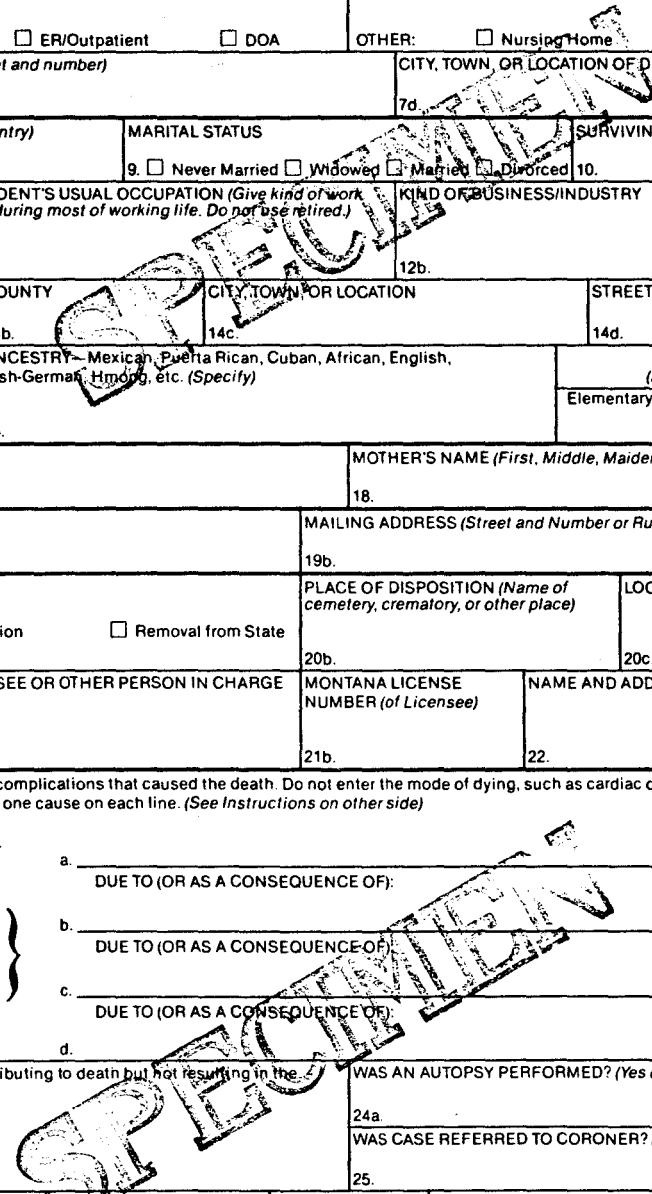 ER/Outpatient DOA OTHER: Nursing Home
t and number) CITY, TOWN, OR LOCATION OF D
7d.
ntry) MARITAL STATUS SURVIVIN
9. Never Married Widowed Married Divorced 10.
DENT'S USUAL OCCUPATION (Give kind of work KIND OF BUSINESS/INDUSTRY
during most of working life. Do not use retired.)
12b.
OUNTY CITY, TOWN, OR LOCATION STREET
b. 14c. 14d.
NCESTRY—Mexican, Puerta Rican, Cuban, African, English,
sh-German, Hmong, etc. (Specify) (
Elementary
MOTHER'S NAME (First, Middle, Maide
18.
MAILING ADDRESS (Street and Number or Ru
19b.
PLACE OF DISPOSITION (Name of LOC
cemetery, crematory, or other place)
ion Removal from State
20b. 20c
SEE OR OTHER PERSON IN CHARGE MONTANA LICENSE NAME AND ADD
NUMBER (of Licensee)
21b. 22.
complications that caused the death. Do not enter the mode of dying, such as cardiac o
one cause on each line. (See Instructions on other side)
a.
DUE TO (OR AS A CONSEQUENCE OF):
b.
DUE TO (OR AS A CONSEQUENCE OF)
c.
DUE TO (OR AS A CONSEQUENCE OF):
d.
ibuting to death but not resulting in the WAS AN AUTOPSY PERFORMED? (Yes
24a.
WAS CASE REFERRED TO CORONER?
25.
SPECIMEN
SPECIMEN